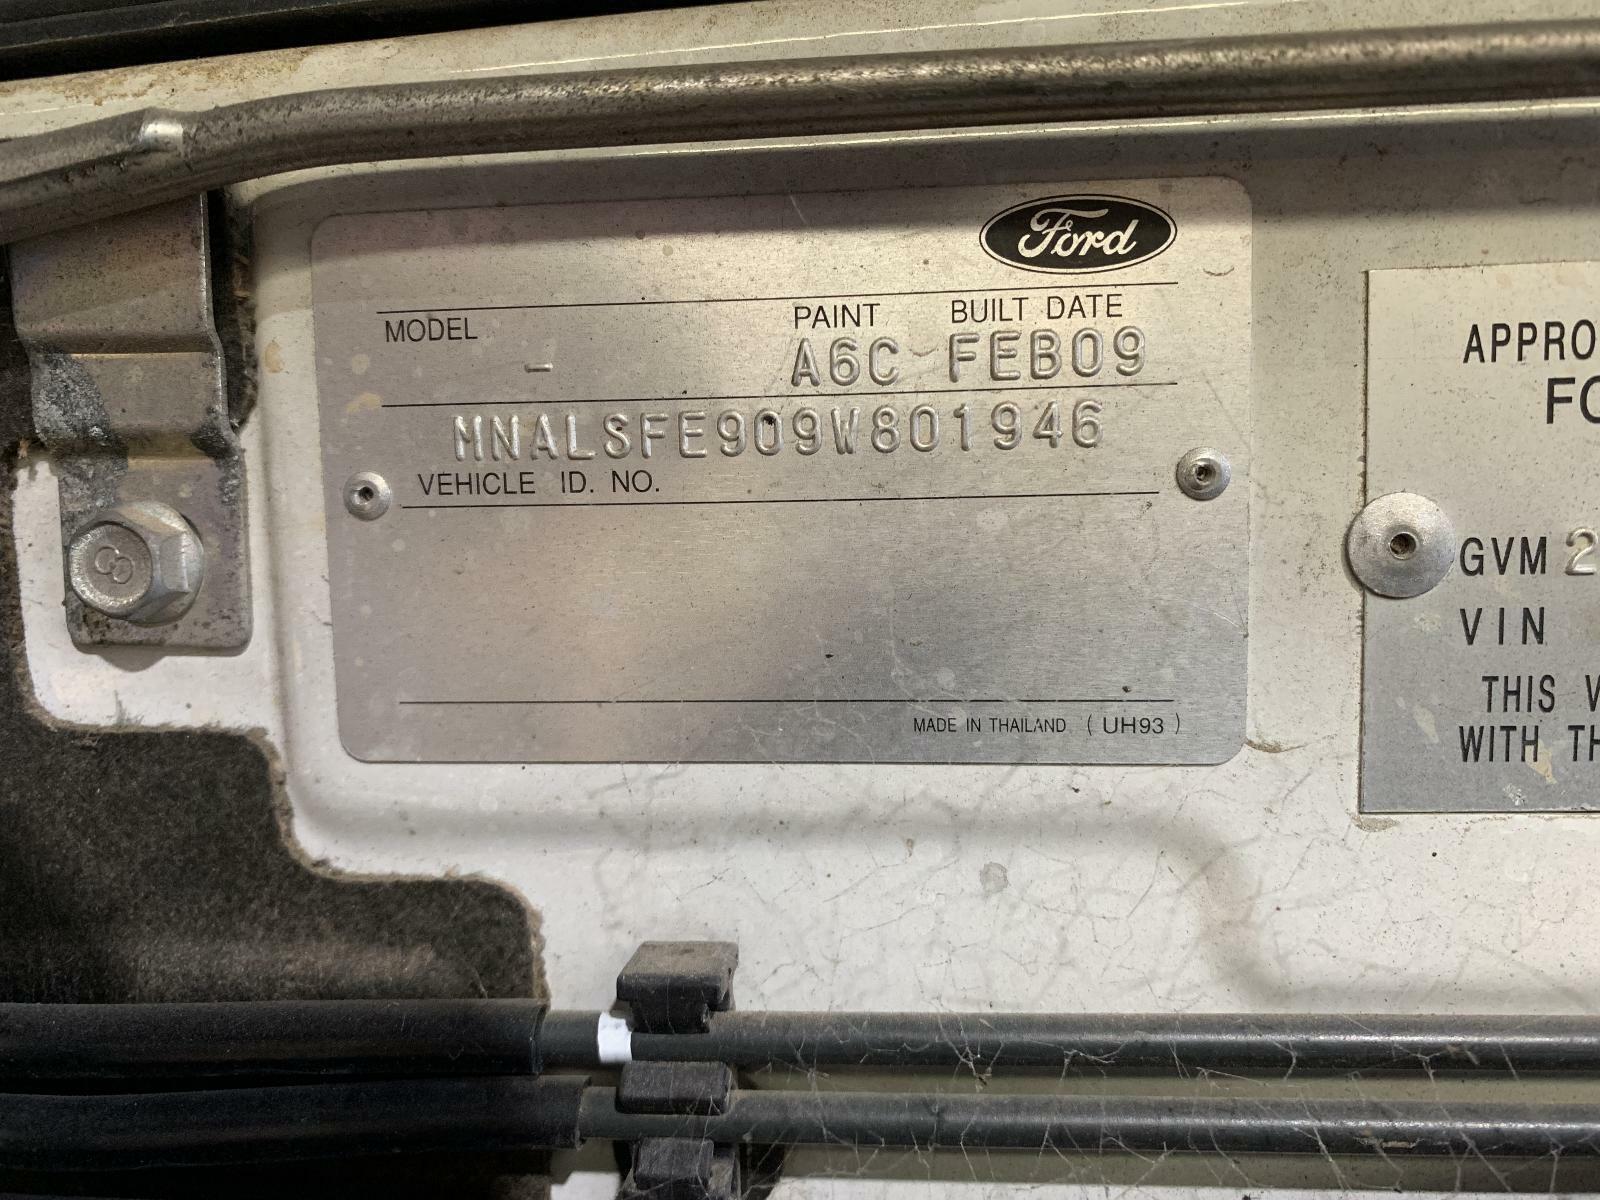 Ford
MODEL PAINT BUILT DATE
- A6C FEB09
MNALSFE909W801946
VEHICLE ID. NO.
MADE IN THAILAND (UH93)
APPRO
FO
GVM 2
VIN
THIS V
WITH TH
8